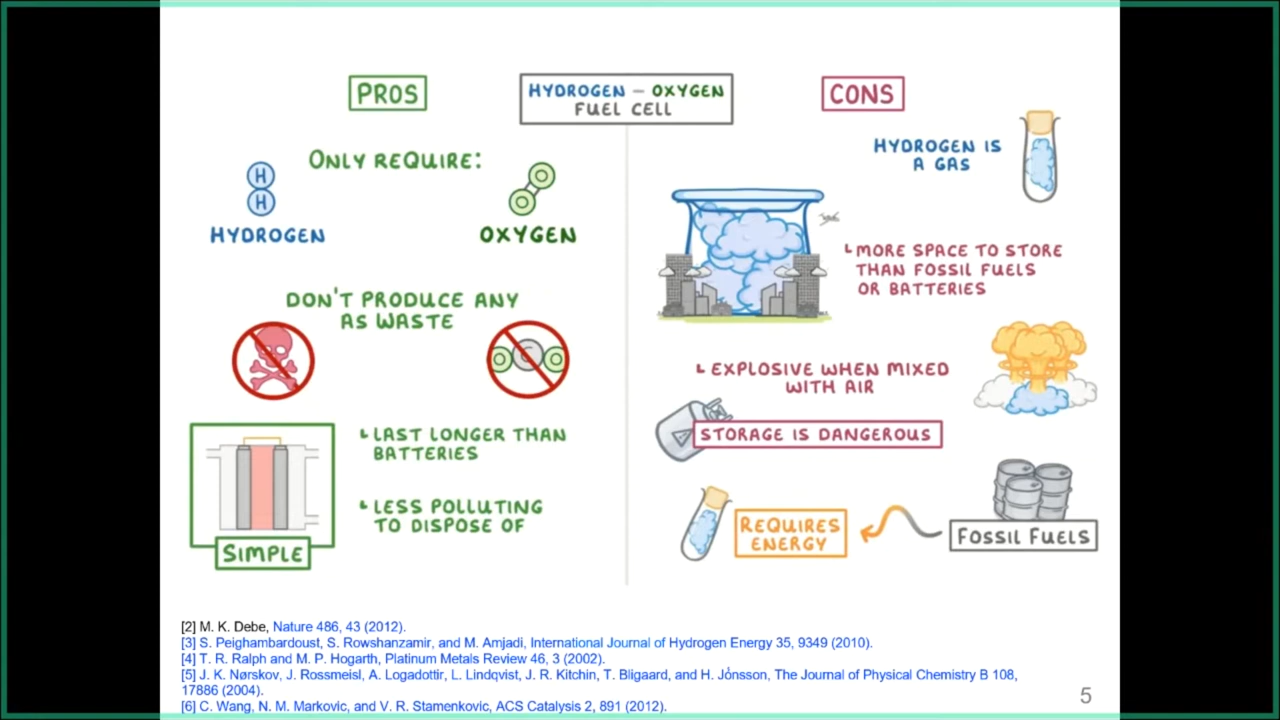 PROS
HYDROGEN – OXYGEN
FUEL CELL
CONS
ONLY REQUIRE:
H
H
HYDROGEN
O
O
OXYGEN
DON'T PRODUCE ANY
AS WASTE
O C O
LAST LONGER THAN
BATTERIES
LESS POLLUTING
TO DISPOSE OF
SIMPLE
HYDROGEN IS
A GAS
MORE SPACE TO STORE
THAN FOSSIL FUELS
OR BATTERIES
EXPLOSIVE WHEN MIXED
WITH AIR
STORAGE IS DANGEROUS
REQUIRES
ENERGY
FOSSIL FUELS
[2] M. K. Debe, Nature 486, 43 (2012).
[3] S. Peighambardoust, S. Rowshanzamir, and M. Amjadi, International Journal of Hydrogen Energy 35, 9349 (2010).
[4] T. R. Ralph and M. P. Hogarth, Platinum Metals Review 46, 3 (2002).
[5] J. K. Nørskov, J. Rossmeisl, A. Logadottir, L. Lindqvist, J. R. Kitchin, T. Bligaard, and H. Jónsson, The Journal of Physical Chemistry B 108,
17886 (2004).
[6] C. Wang, N. M. Markovic, and V. R. Stamenkovic, ACS Catalysis 2, 891 (2012).
5